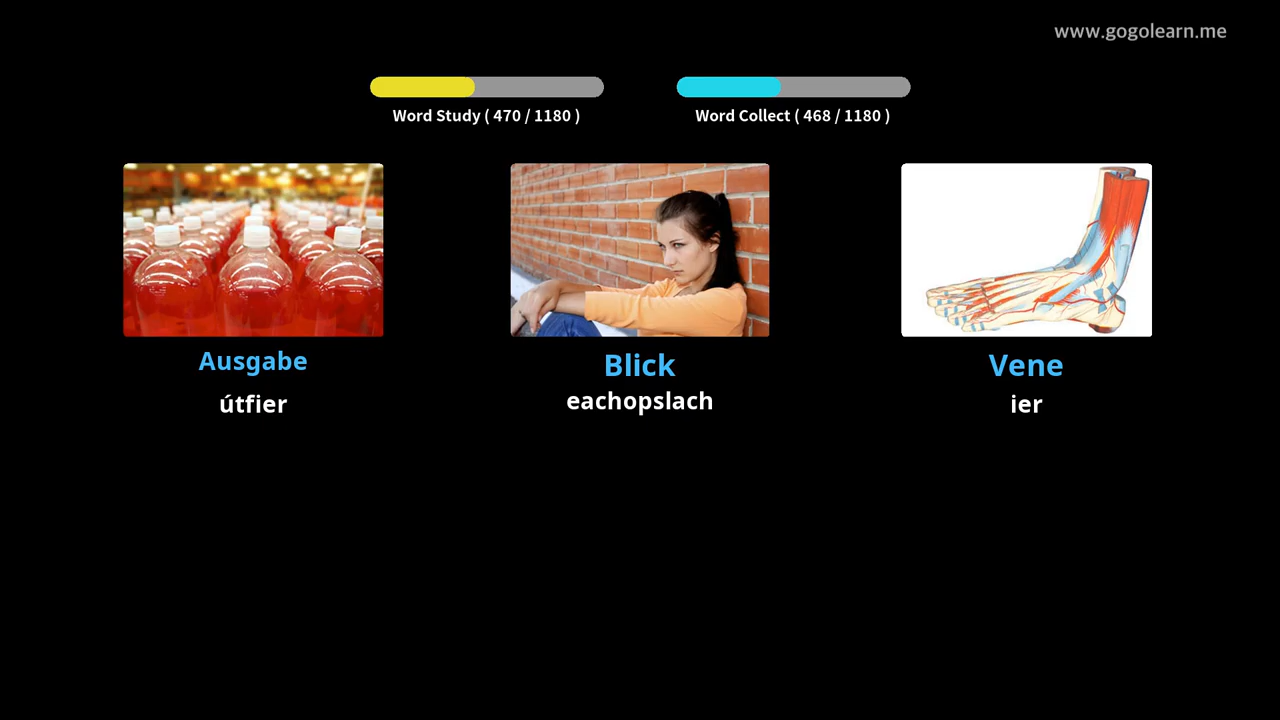 www.gogolearn.me
Word Study ( 470 / 1180 )
Word Collect ( 468 / 1180 )
Ausgabe
Blick
Vene
útfier
eachopslach
ier